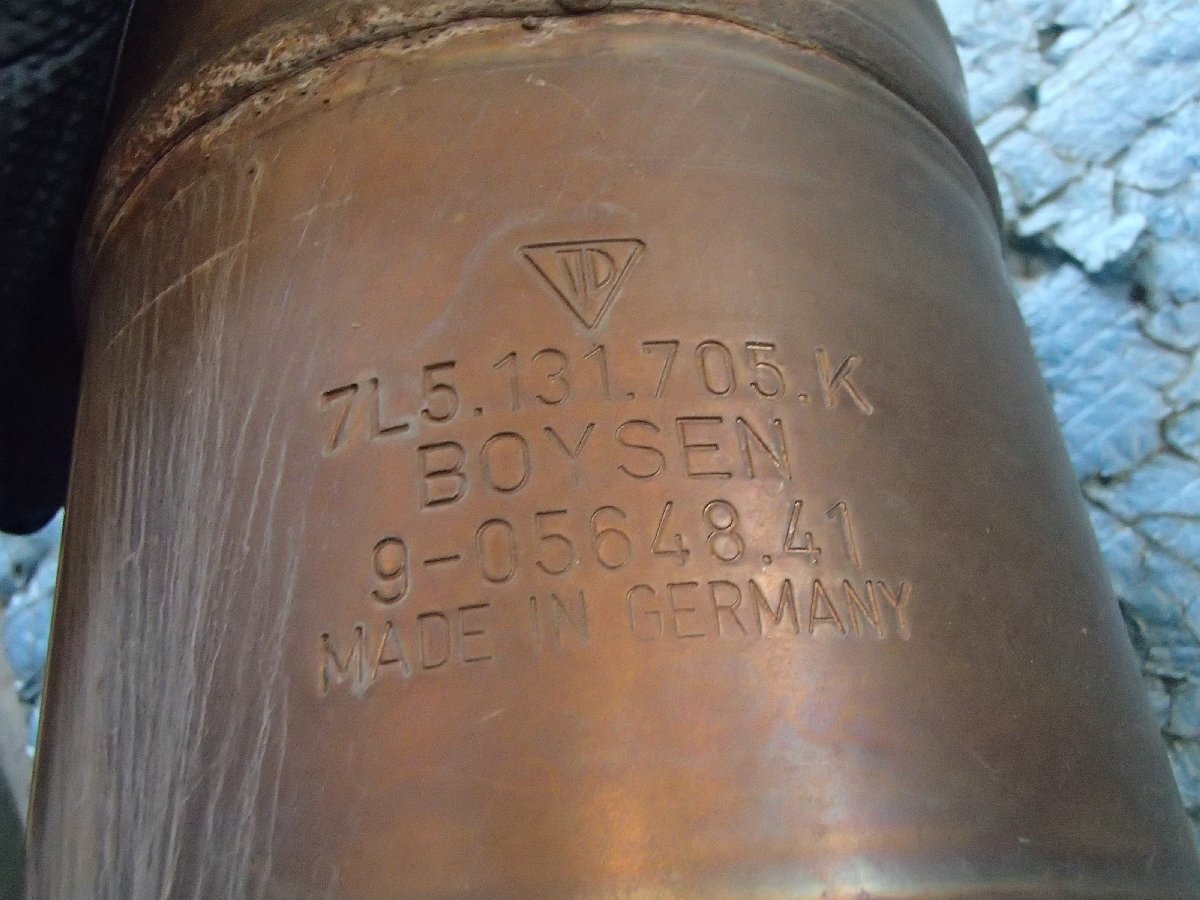 7L5.131.705.K
BOYSEN
9-05648.41
MADE IN GERMANY